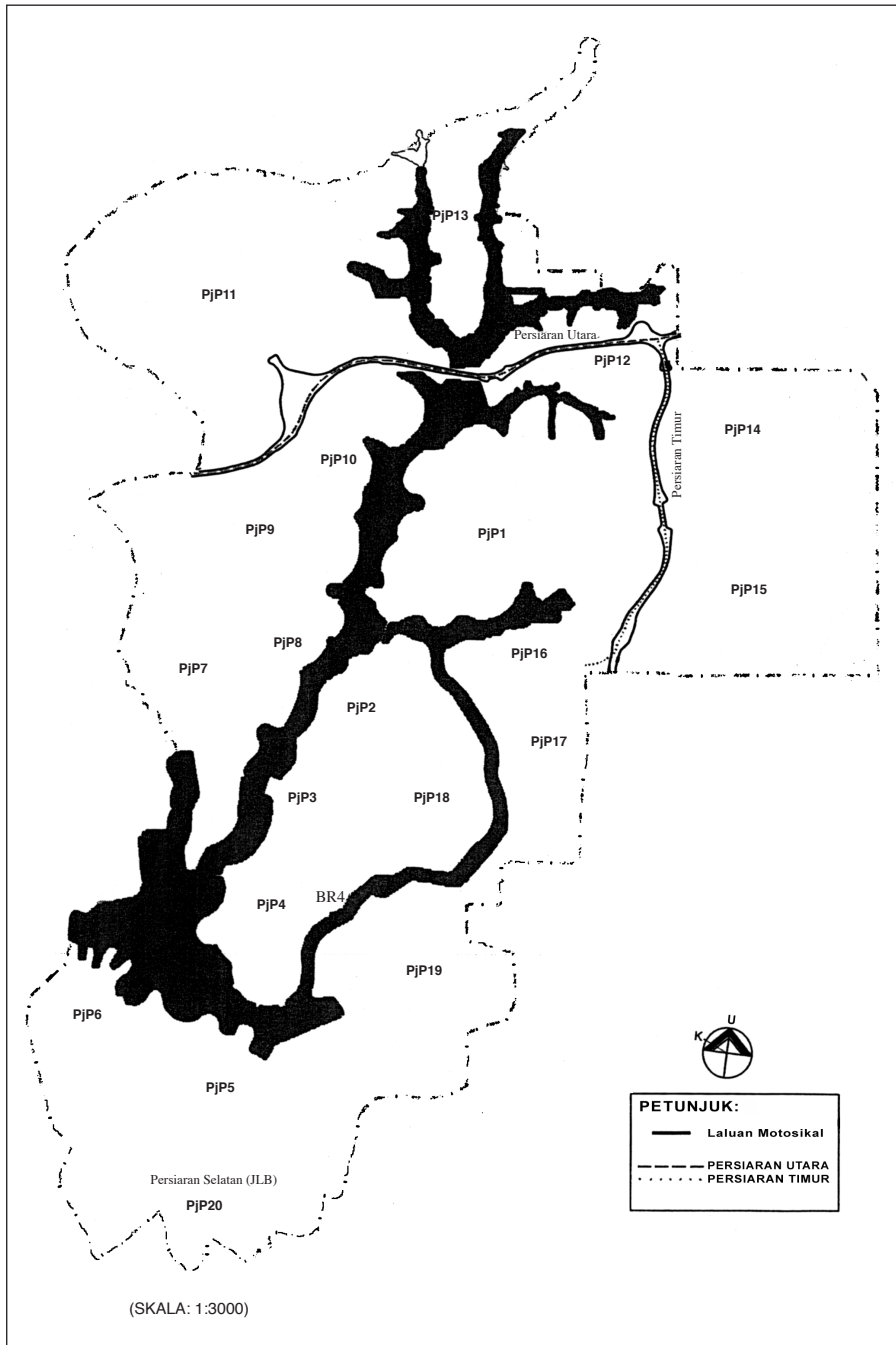 PjP13
PjP11
Persiaran Utara
PjP12
PjP14
Persiaran Timur
PjP10
PjP9
PjP1
PjP15
PjP8
PjP16
PjP7
PjP2
PjP17
PjP3
PjP18
BR4
PjP4
PjP19
PjP6
U
K
PjP5
PETUNJUK:
Laluan Motosikal
PERSIARAN UTARA
PERSIARAN TIMUR
Persiaran Selatan (JLB)
PjP20
(SKALA: 1:3000)